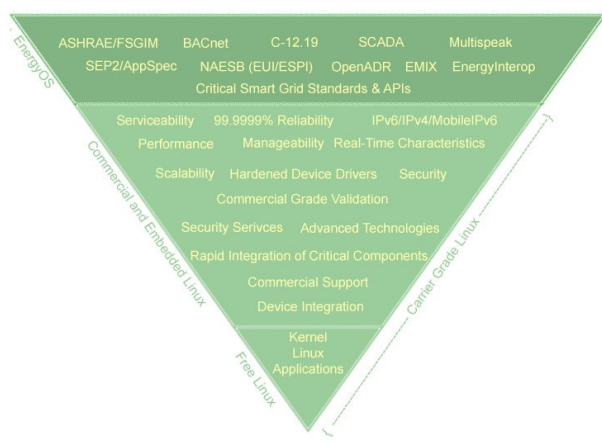 ASHRAE/FSGIM BACnet C-12.19 SCADA Multispeak
SEP2/AppSpec NAESB (EUI/ESPI) OpenADR EMIX EnergyInterop
Critical Smart Grid Standards & APIs
EnergyOS
Serviceability 99.9999% Reliability IPv6/IPv4/MobileIPv6
Performance Manageability Real-Time Characteristics
Scalability Hardened Device Drivers Security
Commercial Grade Validation
Security Serivces Advanced Technologies
Rapid Integration of Critical Components
Commercial Support
Device Integration
Commercial and Embedded Linux
Kernel
Linux
Applications
Free Linux
Carrier Grade Linux